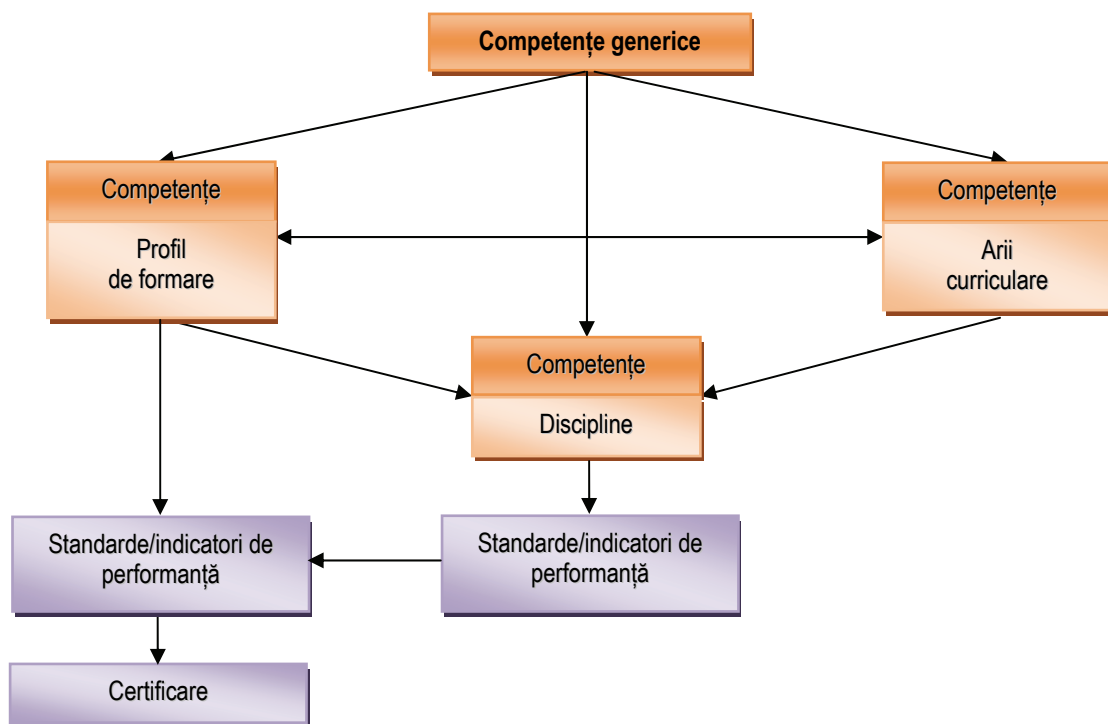 Competențe generice
Competențe
Profil
de formare
Competențe
Arii
curriculare
Competențe
Discipline
Standarde/indicatori de
performanță
Standarde/indicatori de
performanță
Certificare